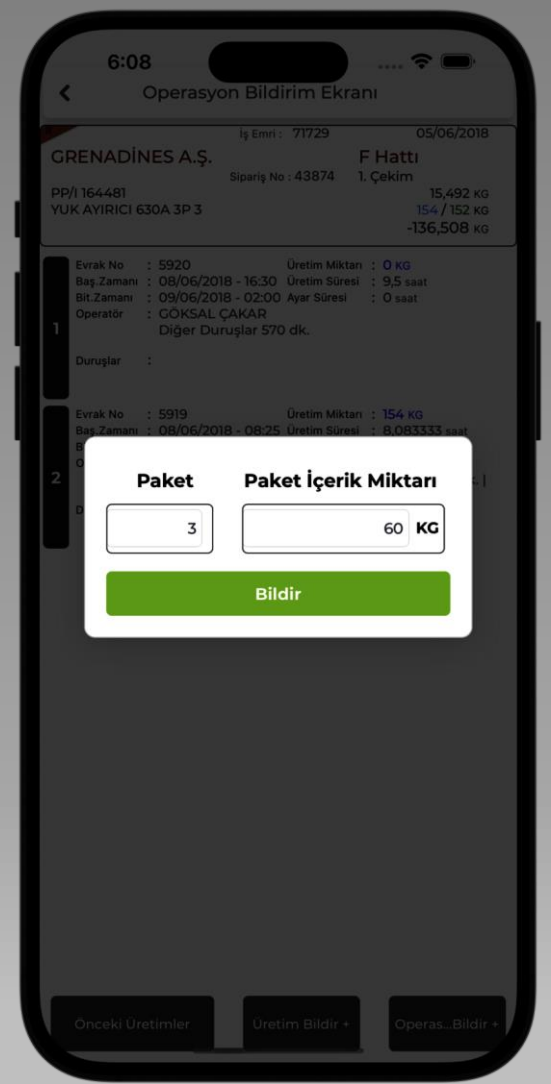 6:08
Operasyon Bildirim Ekranı
İş Emri : 71729 05/06/2018
GRENADİNES A.Ş. F Hattı
Sipariş No : 43874 1. Çekim
PP/I 164481 15,492 KG
YUK AYIRICI 630A 3P 3 154 / 152 KG
-136,508 KG
1
Evrak No : 5920 Üretim Miktarı : 0 KG
Baş.Zamanı : 08/06/2018 - 16:30 Üretim Süresi : 9,5 saat
Bit.Zamanı : 09/06/2018 - 02:00 Ayar Süresi : 0 saat
Operatör : GÖKSAL ÇAKAR
Diğer Duruşlar 570 dk.
Duruşlar :
2
Evrak No : 5919 Üretim Miktarı : 154 KG
Baş.Zamanı : 08/06/2018 - 08:25 Üretim Süresi : 8,083333 saat
Paket Paket İçerik Miktarı
3 60 KG
Bildir
Önceki Üretimler Üretim Bildir + Operas...Bildir +